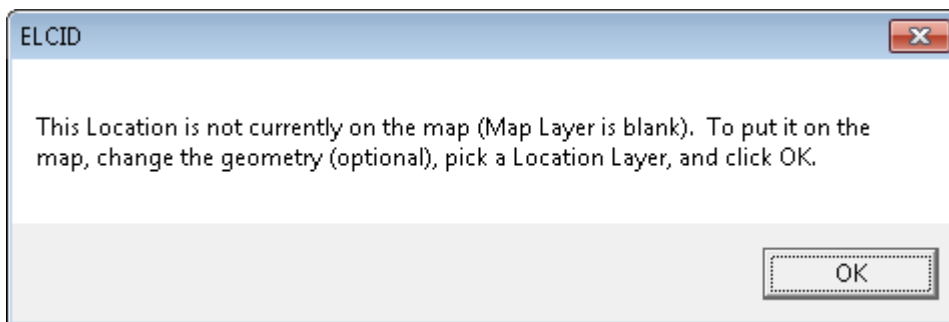 ELCID
This Location is not currently on the map (Map Layer is blank).  To put it on the
map, change the geometry (optional), pick a Location Layer, and click OK.
OK